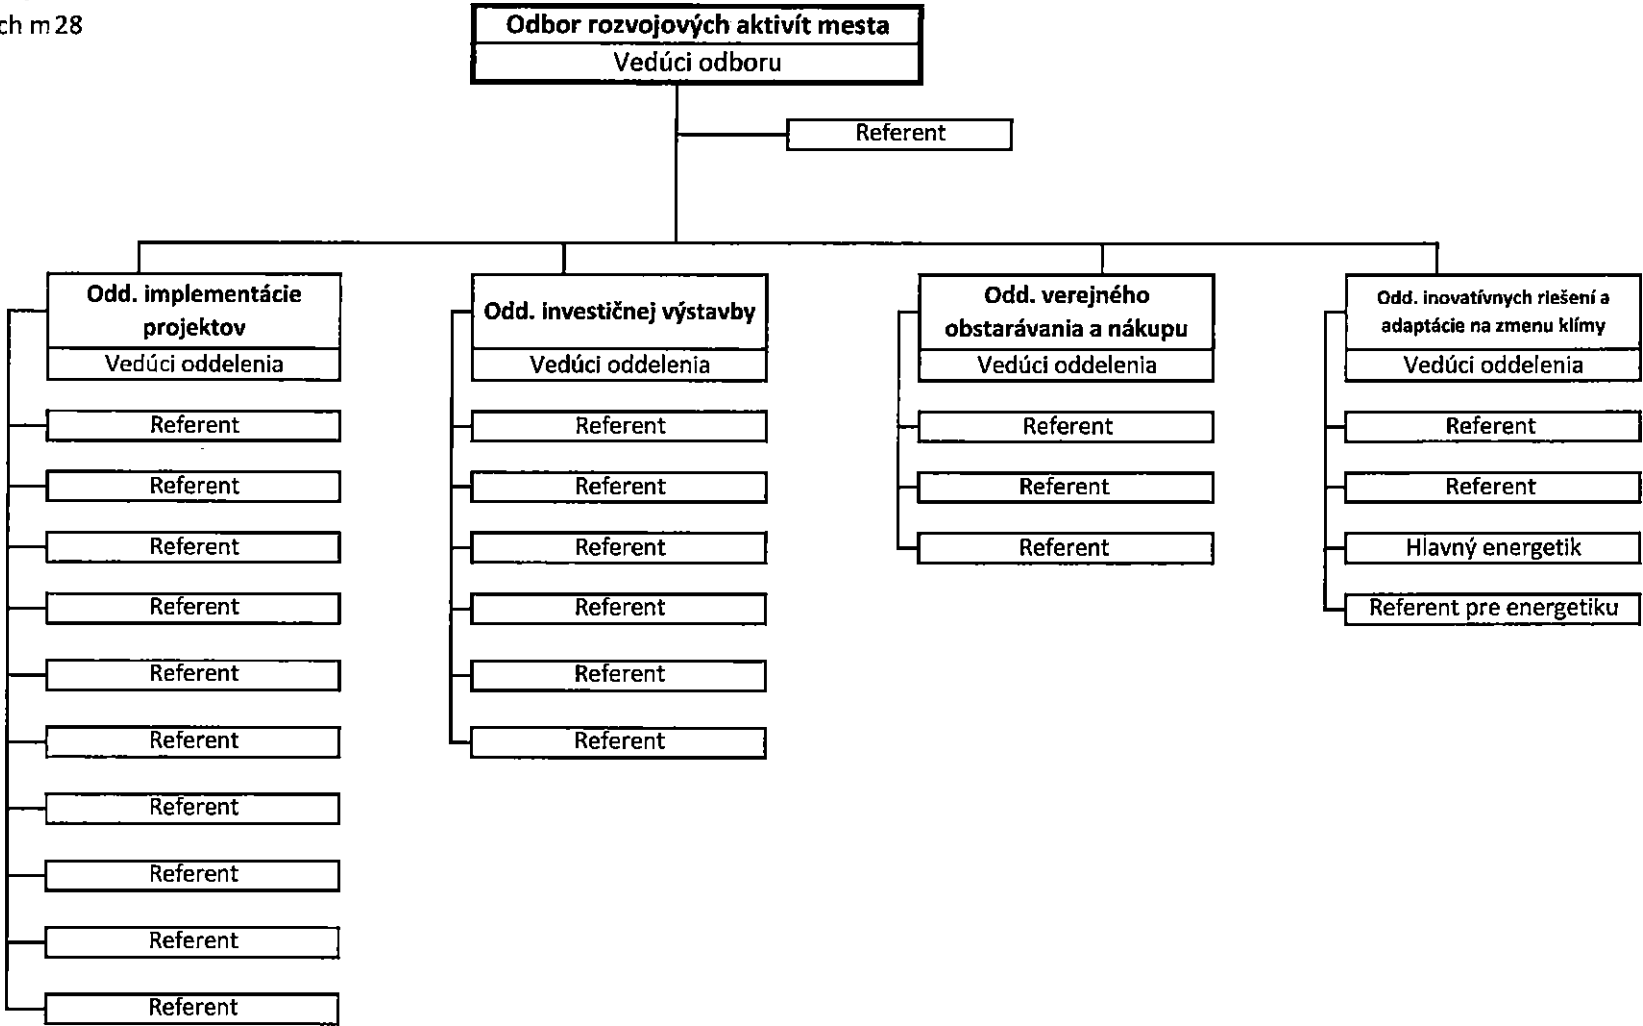 ch m 28
Odbor rozvojových aktivít mesta
Vedúci odboru
Referent
Odd. implementácie
projektov
Vedúci oddelenia
Referent
Referent
Referent
Referent
Referent
Referent
Referent
Referent
Referent
Referent
Odd. investičnej výstavby
Vedúci oddelenia
Referent
Referent
Referent
Referent
Referent
Referent
Odd. verejného
obstarávania a nákupu
Vedúci oddelenia
Referent
Referent
Referent
Odd. inovatívnych riešení a
adaptácie na zmenu klímy
Vedúci oddelenia
Referent
Referent
Hlavný energetik
Referent pre energetiku